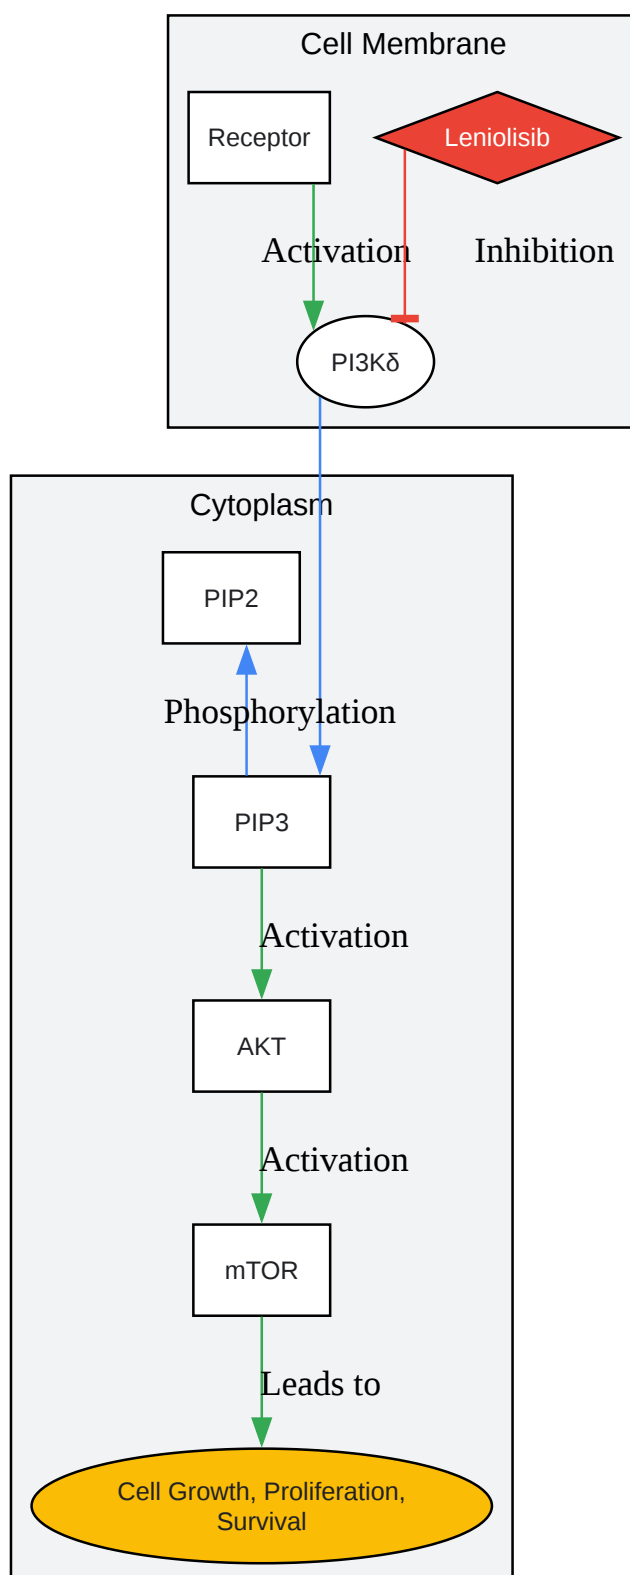 Cell Membrane
Receptor
Leniolisib
Activation
Inhibition
PI3Kδ
Cytoplasm
PIP2
Phosphorylation
PIP3
Activation
AKT
Activation
mTOR
Leads to
Cell Growth, Proliferation,
Survival